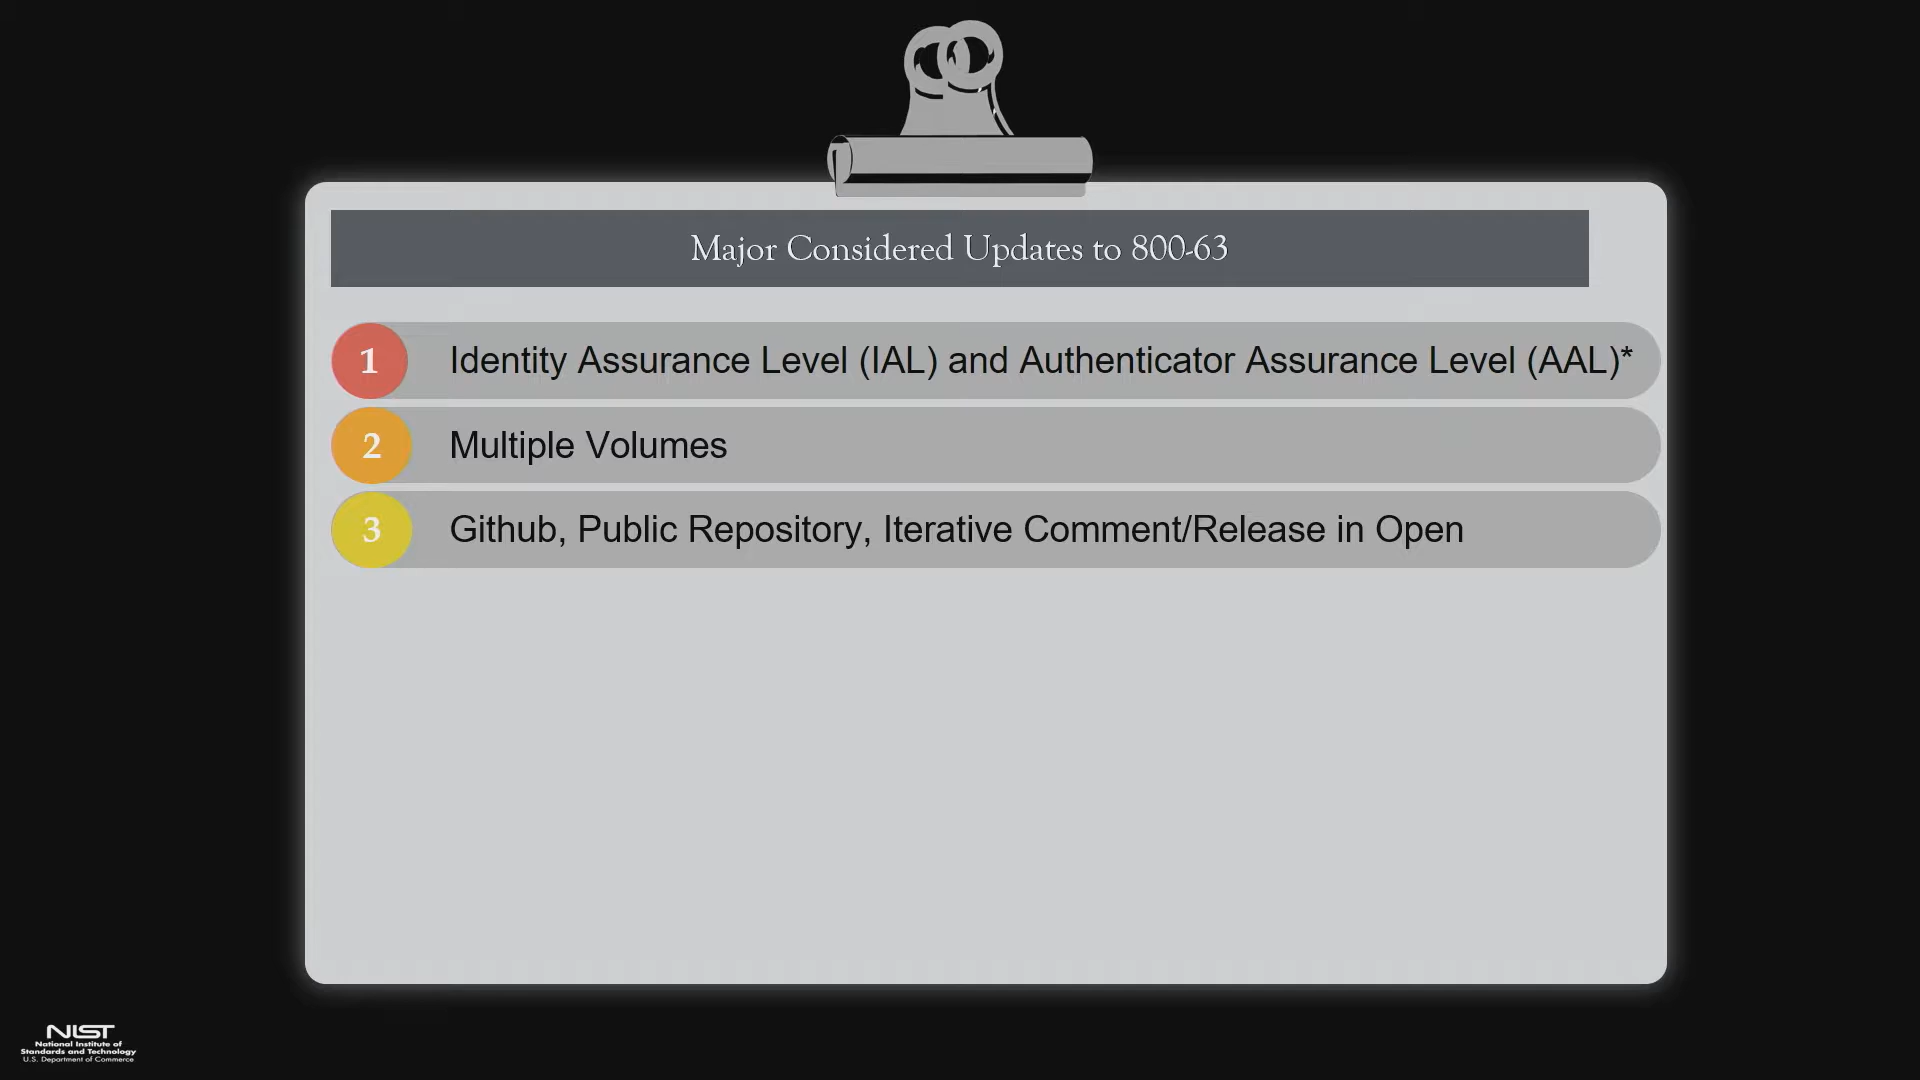 Major Considered Updates to 800-63
1 Identity Assurance Level (IAL) and Authenticator Assurance Level (AAL)*
2 Multiple Volumes
3 Github, Public Repository, Iterative Comment/Release in Open
NIST
National Institute of
Standards and Technology
U.S. Department of Commerce